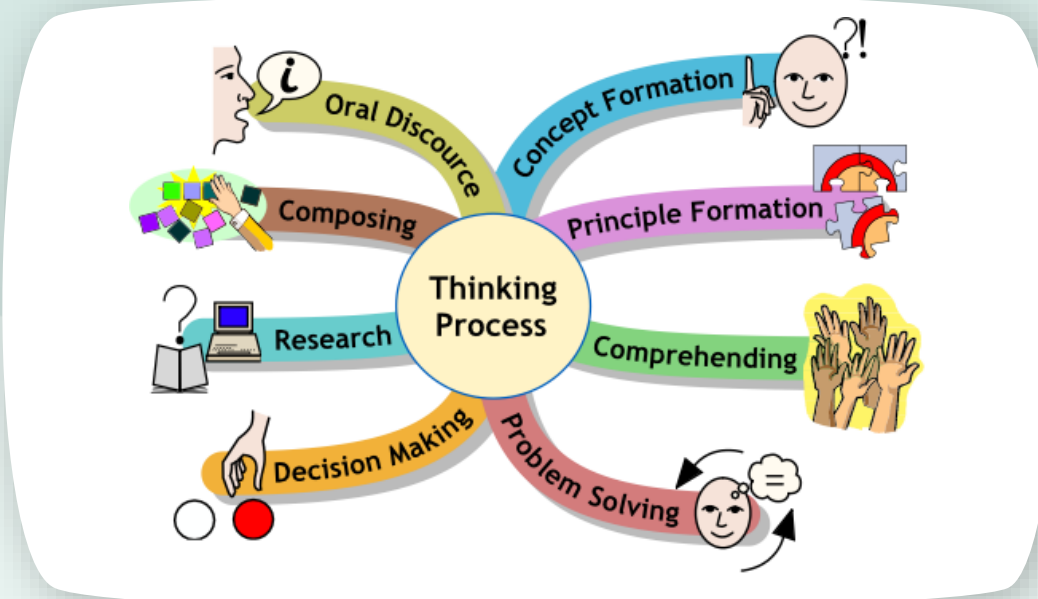 Thinking
Process
Concept Formation
Principle Formation
Comprehending
Problem Solving
Decision Making
Research
Composing
Oral Discource
i
?!
?
=